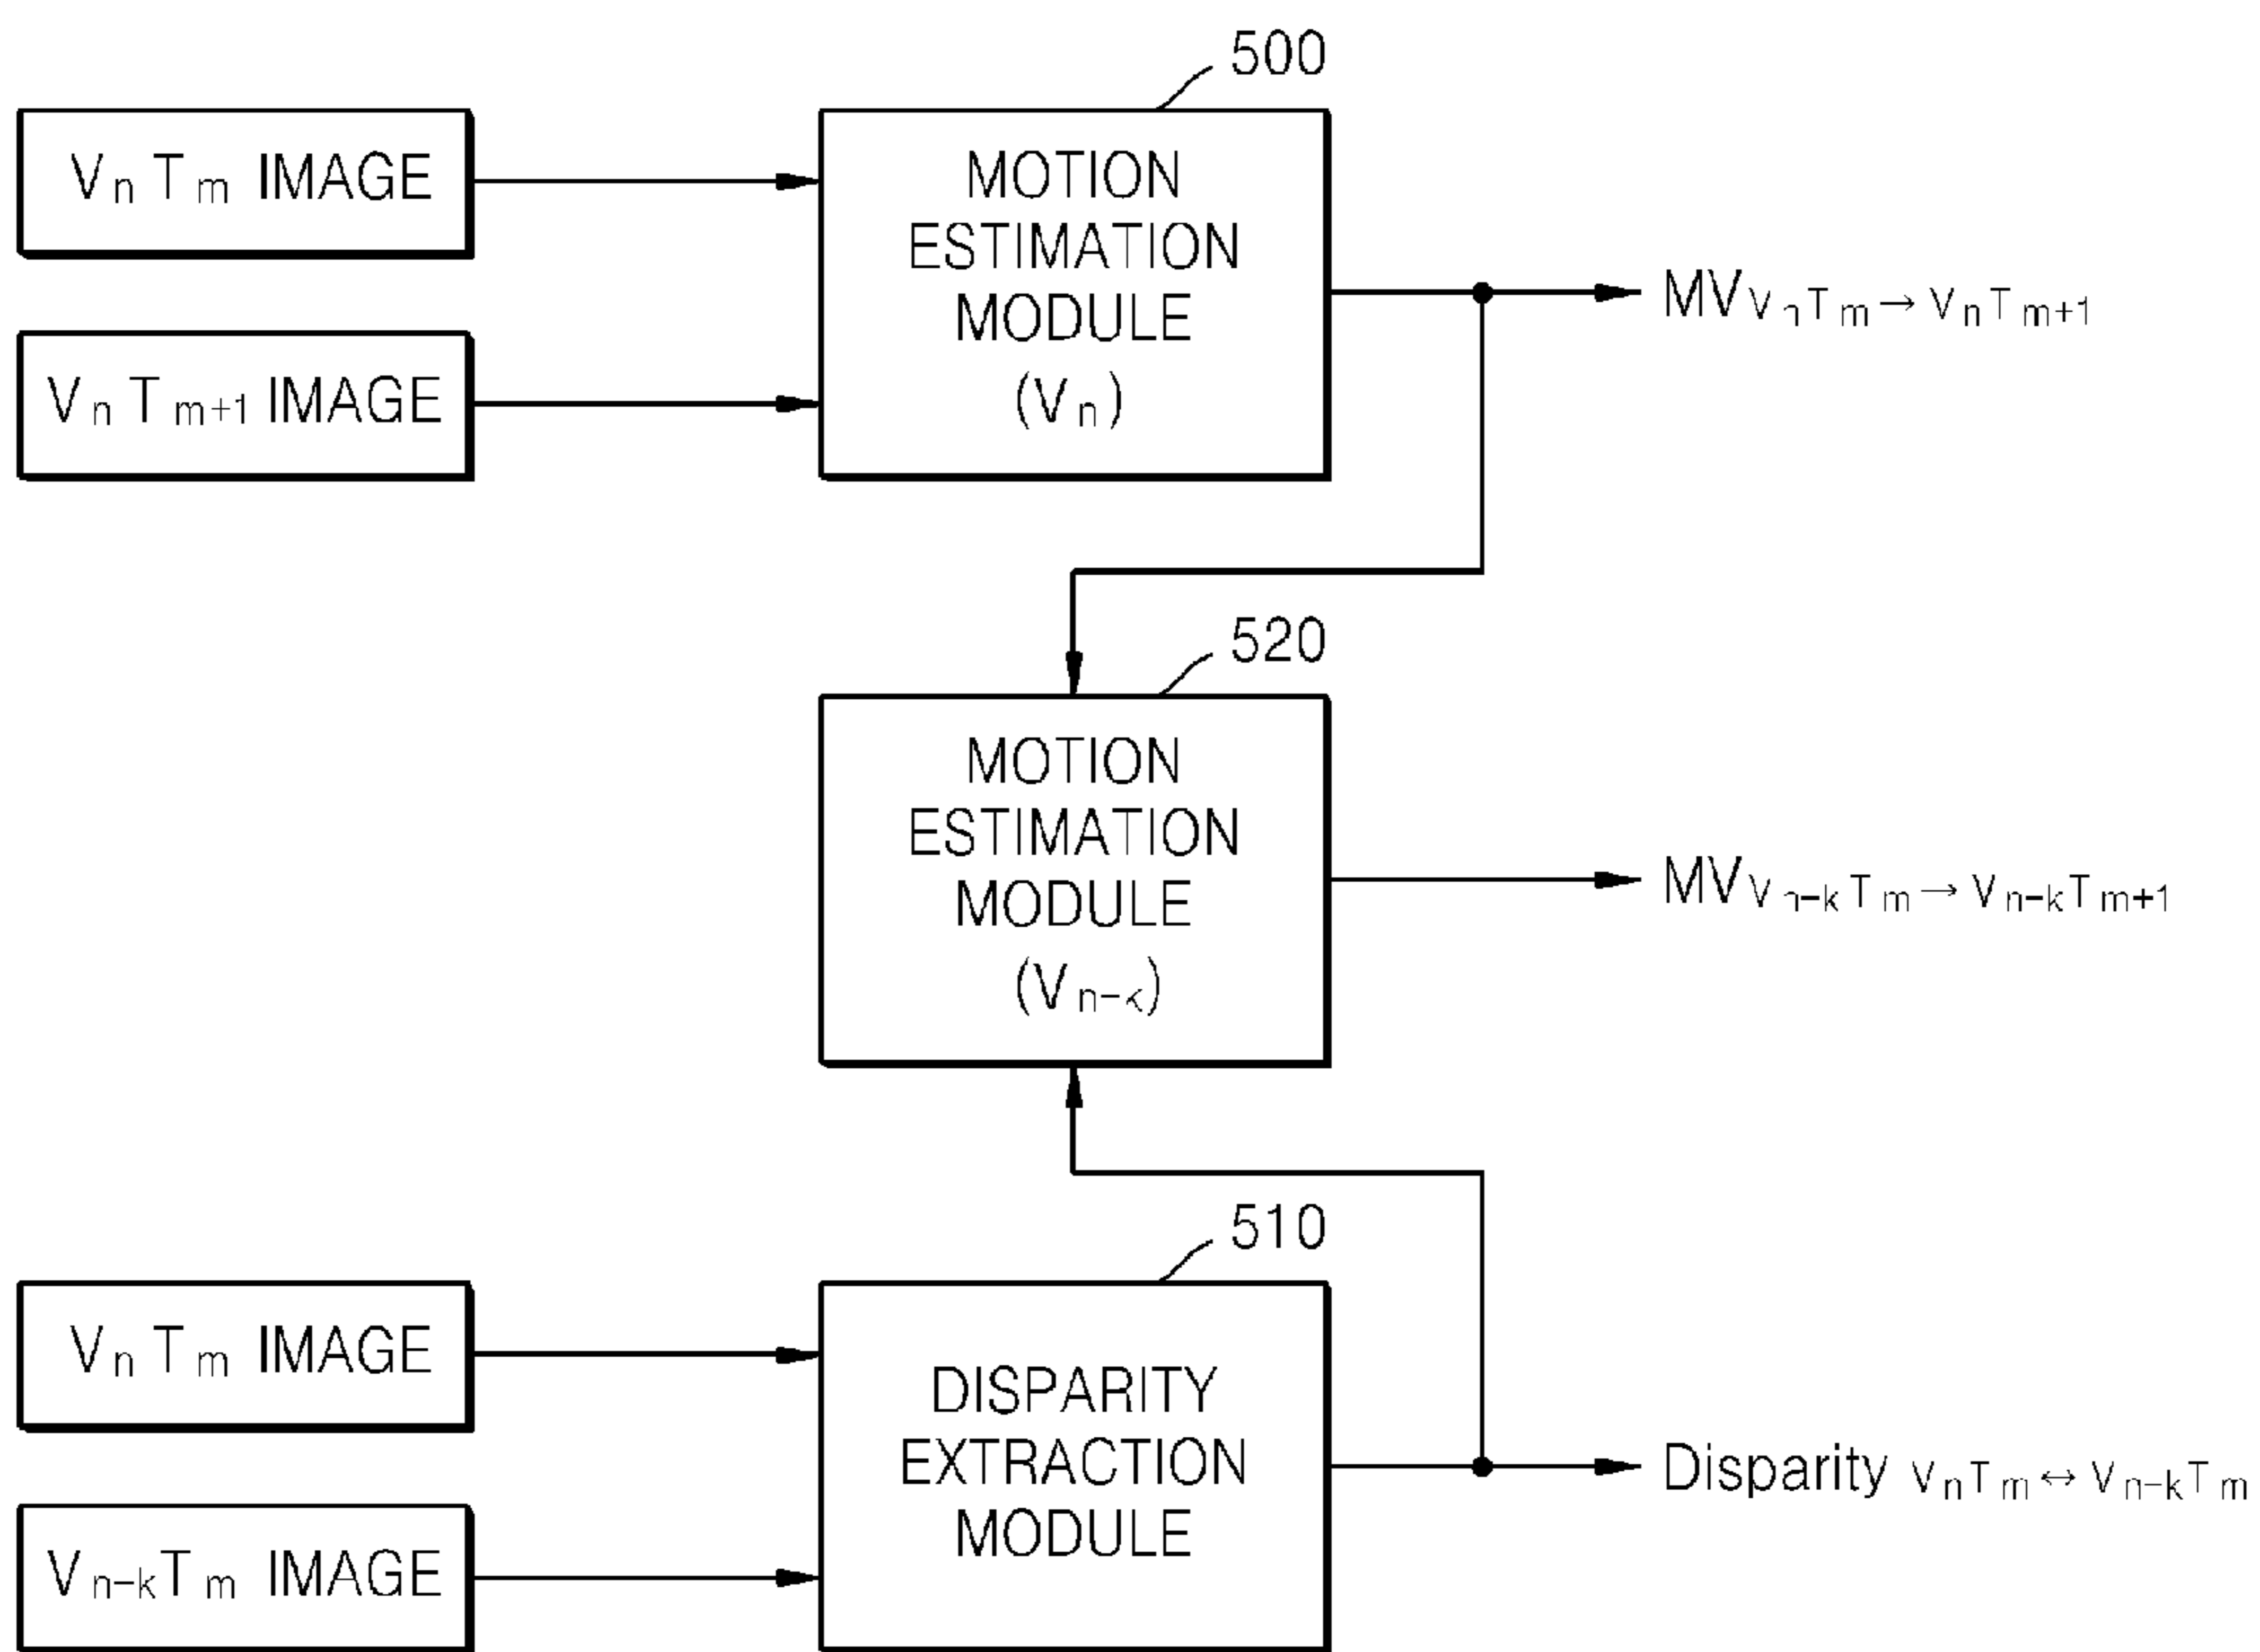 500
Vn Tm IMAGE
Vn Tm+1 IMAGE
MOTION
ESTIMATION
MODULE
(Vn)
MVVnTm→VnTm+1
520
MOTION
ESTIMATION
MODULE
(Vn-k)
MVVn-kTm→Vn-kTm+1
510
Vn Tm IMAGE
Vn-kTm IMAGE
DISPARITY
EXTRACTION
MODULE
Disparity VnTm↔Vn-kTm